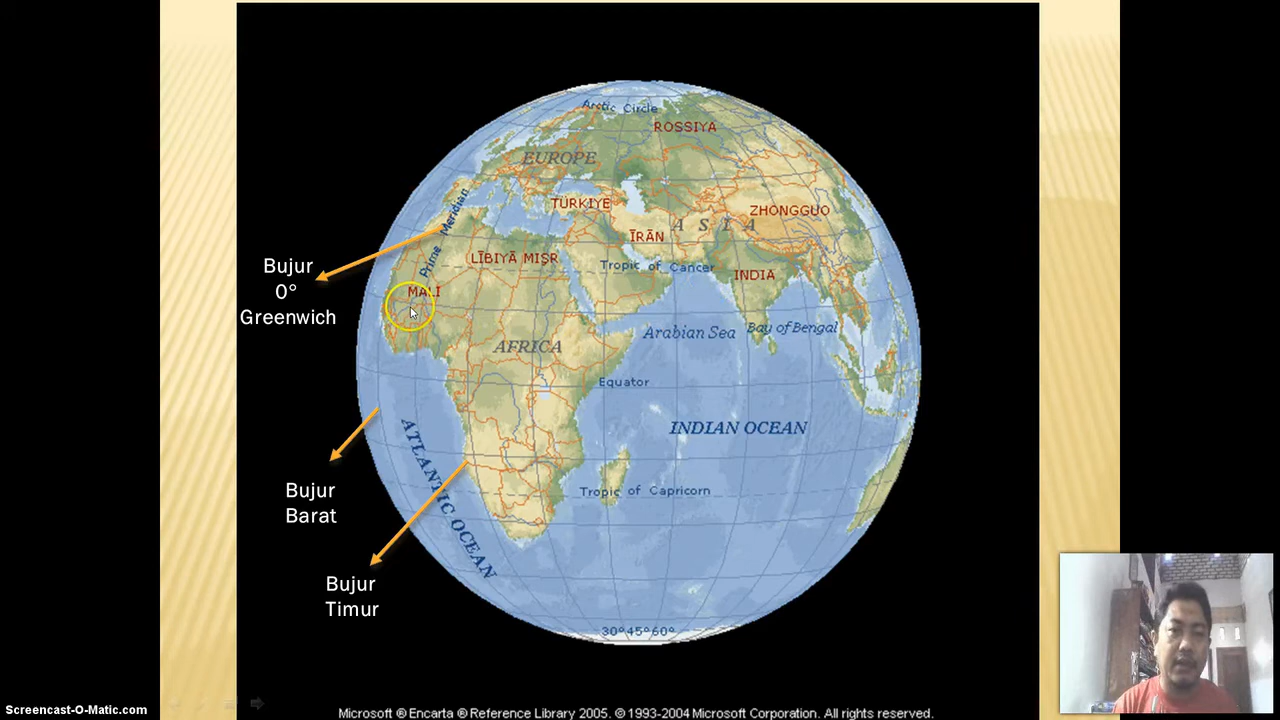 Arctic Circle
ROSSIYA
EUROPE
Prime Meridian
TÜRKIYE
ZHONGGUO
ASIA
ĪRĀN
LĪBIYĀ MISR
Tropic of Cancer
INDIA
Bujur
0°
Greenwich
MALI
Arabian Sea
Bay of Bengal
AFRICA
Equator
INDIAN OCEAN
ATLANTIC OCEAN
Bujur
Barat
Tropic of Capricorn
Bujur
Timur
30° 45° 60°
Screencast-O-Matic.com
Microsoft ® Encarta ® Reference Library 2005. © 1993-2004 Microsoft Corporation. All rights reserved.